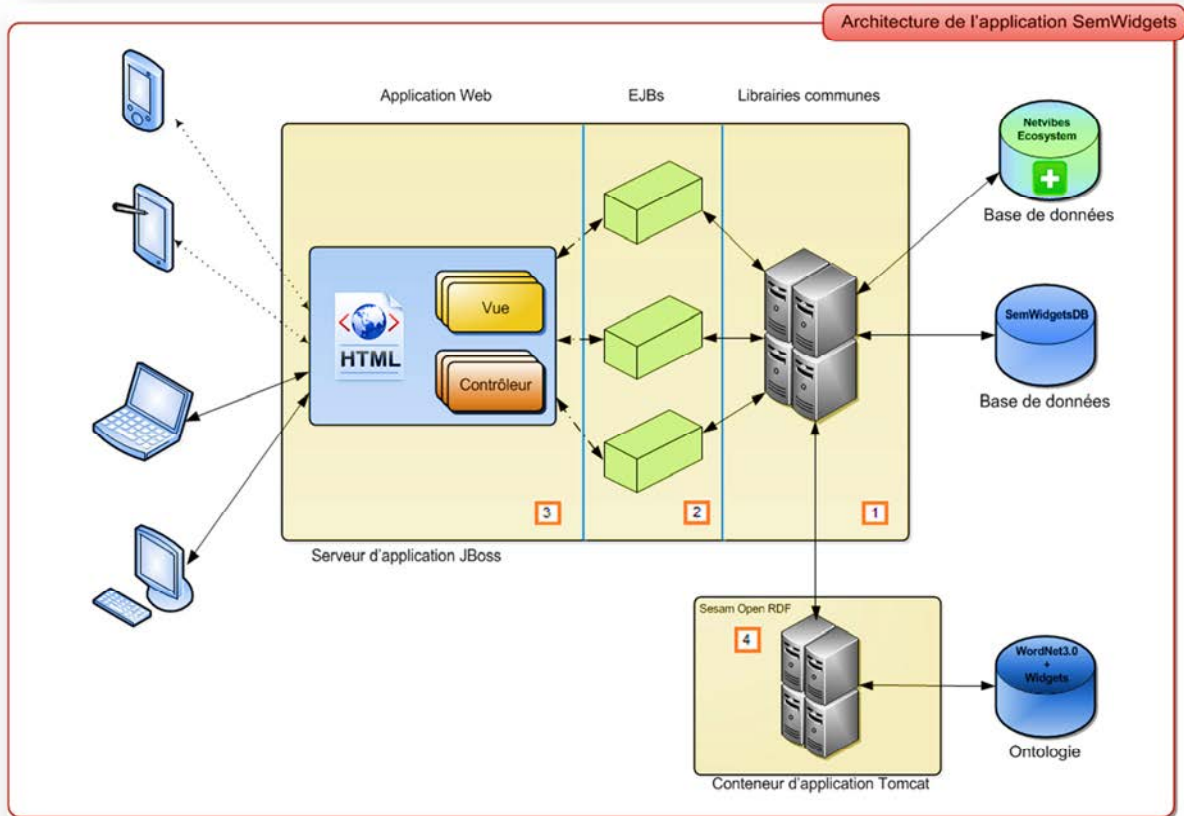 Architecture de l'application SemWidgets
Application Web
EJBs
Librairies communes
Netvibes
Ecosystem
Base de données
<HTML>
Vue
Contrôleur
SemWidgetsDB
Base de données
3
2
1
Serveur d'application JBoss
Sesam Open RDF
4
WordNet3.0
+
Widgets
Ontologie
Conteneur d'application Tomcat